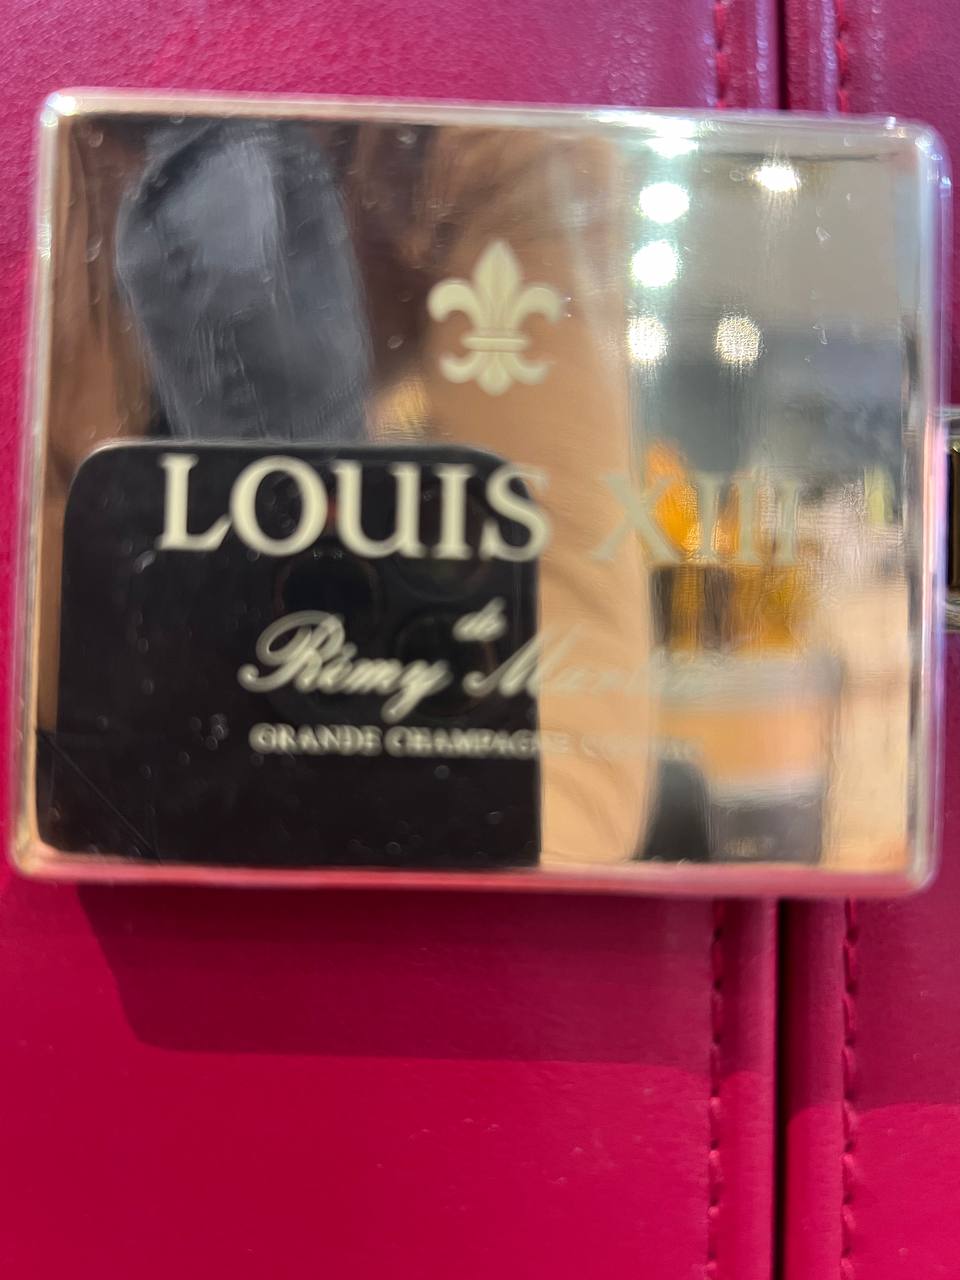 LOUIS XIII
de
Rémy Martin
GRANDE CHAMPAGNE COGNAC